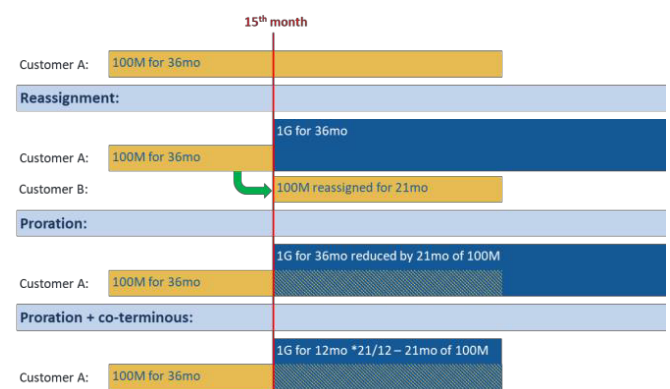 15th month
Customer A: 100M for 36mo
Reassignment:
1G for 36mo
Customer A: 100M for 36mo
Customer B: 100M reassigned for 21mo
Proration:
1G for 36mo reduced by 21mo of 100M
Customer A: 100M for 36mo
Proration + co-terminous:
1G for 12mo *21/12 – 21mo of 100M
Customer A: 100M for 36mo